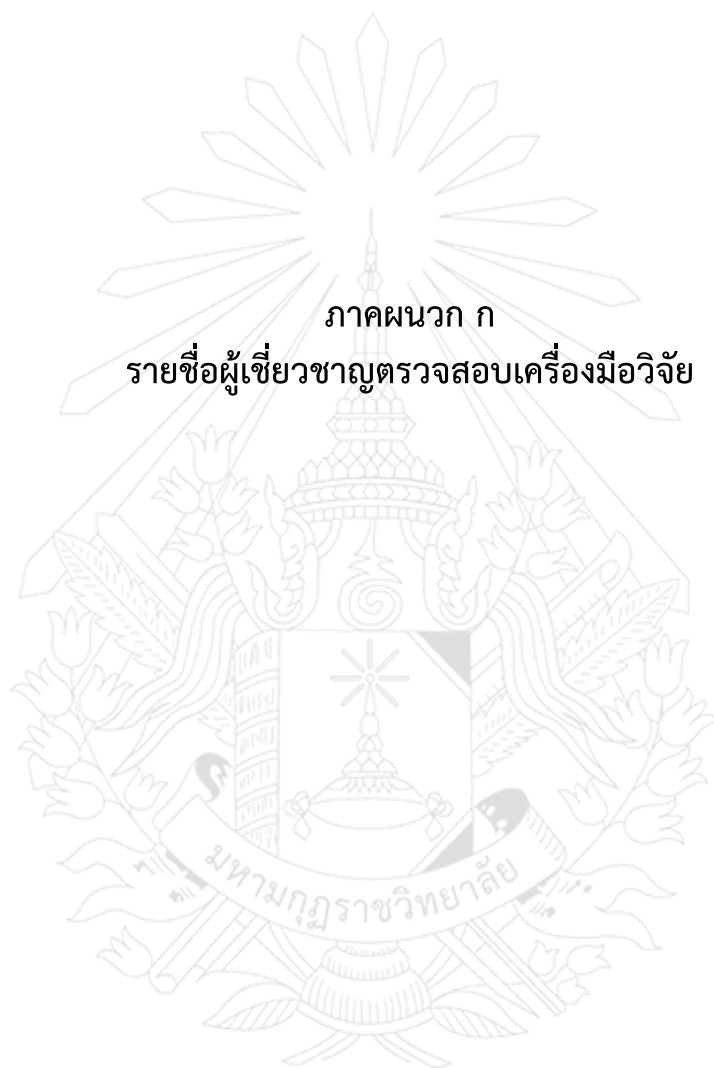 ภาคผนวก ก
รายชื่อผู้เชี่ยวชาญตรวจสอบเครื่องมือวิจัย
มหามกุฏราชวิทยาลัย